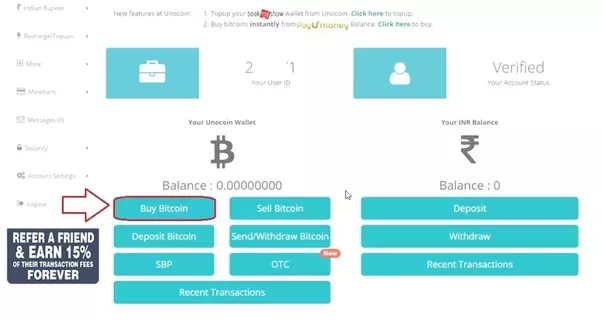 Indian Rupees
New features at Unocoin: 1. Topup your bookmyshow wallet from Unocoin. Click here to topup.
2. Buy bitcoins instantly from PayUmoney Balance. Click here to buy.
Recharge/Topups
More
Merchant
Messages (0)
Security
Account Settings
Logout
2 1
Your User ID
Verified
Your Account Status
Your Unocoin Wallet
₿
Balance : 0.00000000
Buy Bitcoin
Sell Bitcoin
Deposit Bitcoin
Send/Withdraw Bitcoin
SBP
OTC
New
Recent Transactions
Your INR Balance
₹
Balance : 0
Deposit
Withdraw
Recent Transactions
REFER A FRIEND
& EARN 15%
OF THEIR TRANSACTION FEES
FOREVER